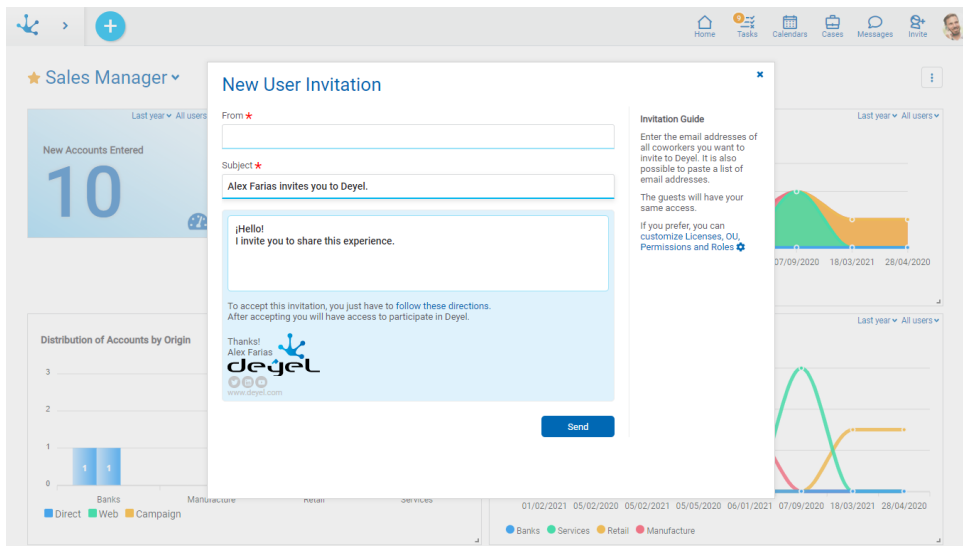 Home
9
Tasks
Calendars
Cases
Messages
Invite
Sales Manager
Last year All users
New Accounts Entered
10
New User Invitation
From *
Subject *
Alex Farias invites you to Deyel.
¡Hello!
I invite you to share this experience.
To accept this invitation, you just have to follow these directions.
After accepting you will have access to participate in Deyel.
Thanks!
Alex Farias
deyel
www.deyel.com
Send
Invitation Guide
Enter the email addresses of
all coworkers you want to
invite to Deyel. It is also
possible to paste a list of
email addresses.
The guests will have your
same access.
If you prefer, you can
customize Licenses, OU,
Permissions and Roles
Last year All users
07/09/2020 18/03/2021 28/04/2020
Distribution of Accounts by Origin
3
2
1
0
1 1
Banks Manufacture Retail Services
Direct Web Campaign
Last year All users
01/02/2021 05/02/2020 05/02/2021 05/05/2020 06/01/2021 07/09/2020 18/03/2021 28/04/2020
Banks Services Retail Manufacture